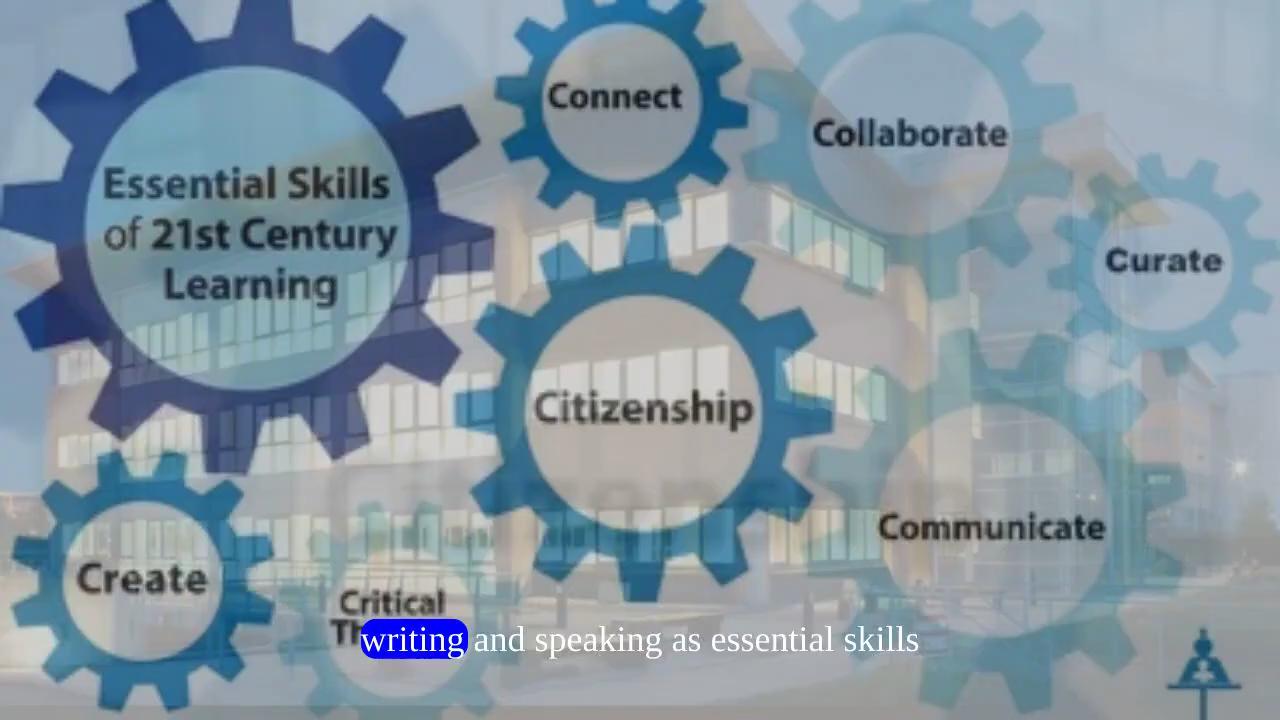 Essential Skills
of 21st Century
Learning
Connect
Collaborate
Curate
Citizenship
Communicate
Create
Critical
writing and speaking as essential skills